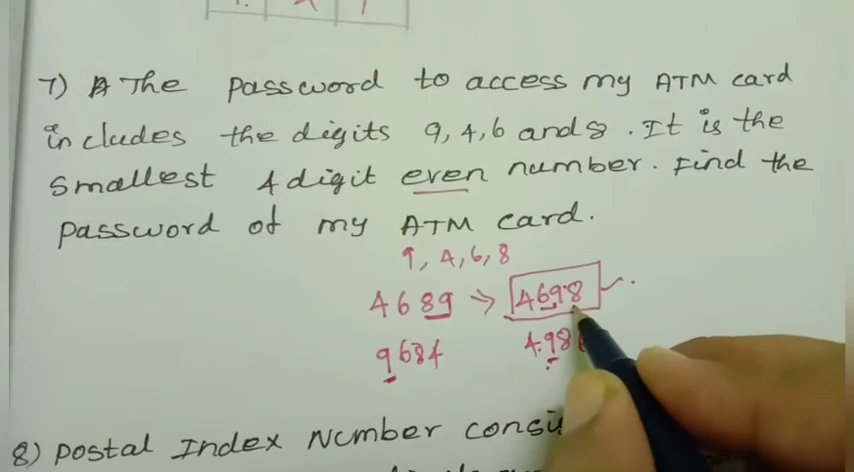 7) The Password to access my ATM card
includes the digits 9, 4, 6 and 8. It is the
smallest 4 digit even number. Find the
Password of my ATM card.
9, 4, 6, 8
4689 → 4698
9684 4.98
8) Postal Index Number